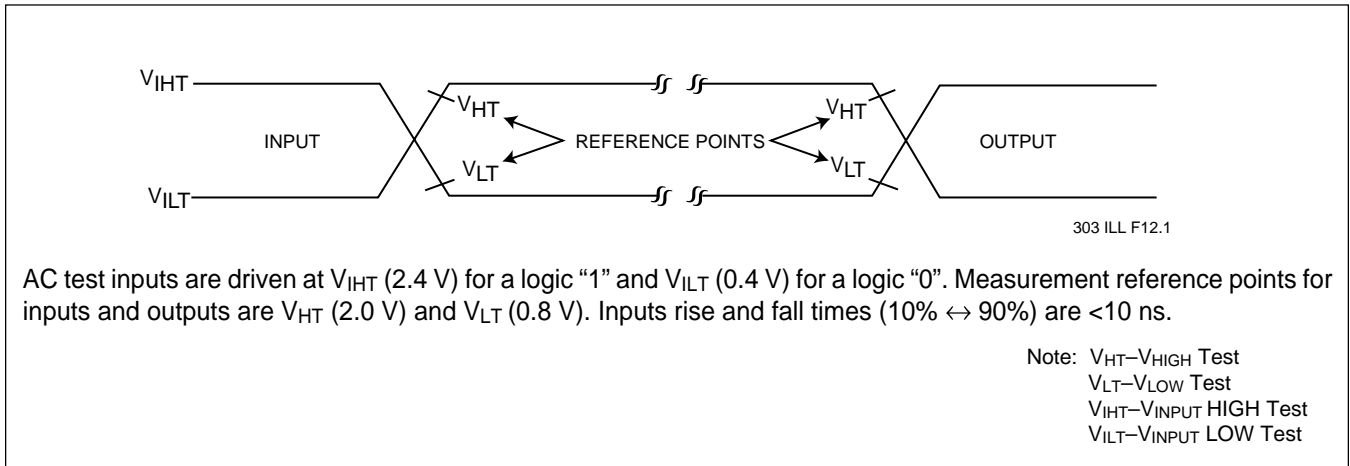 VIHT
VHT
VHT
INPUT
REFERENCE POINTS
OUTPUT
VLT
VLT
VILT
303 ILL F12.1
AC test inputs are driven at VIHT (2.4 V) for a logic “1” and VILT (0.4 V) for a logic “0”. Measurement reference points for
inputs and outputs are VHT (2.0 V) and VLT (0.8 V). Inputs rise and fall times (10% ↔ 90%) are <10 ns.
Note: VHT–VHIGH Test
VLT–VLOW Test
VIHT–VINPUT HIGH Test
VILT–VINPUT LOW Test